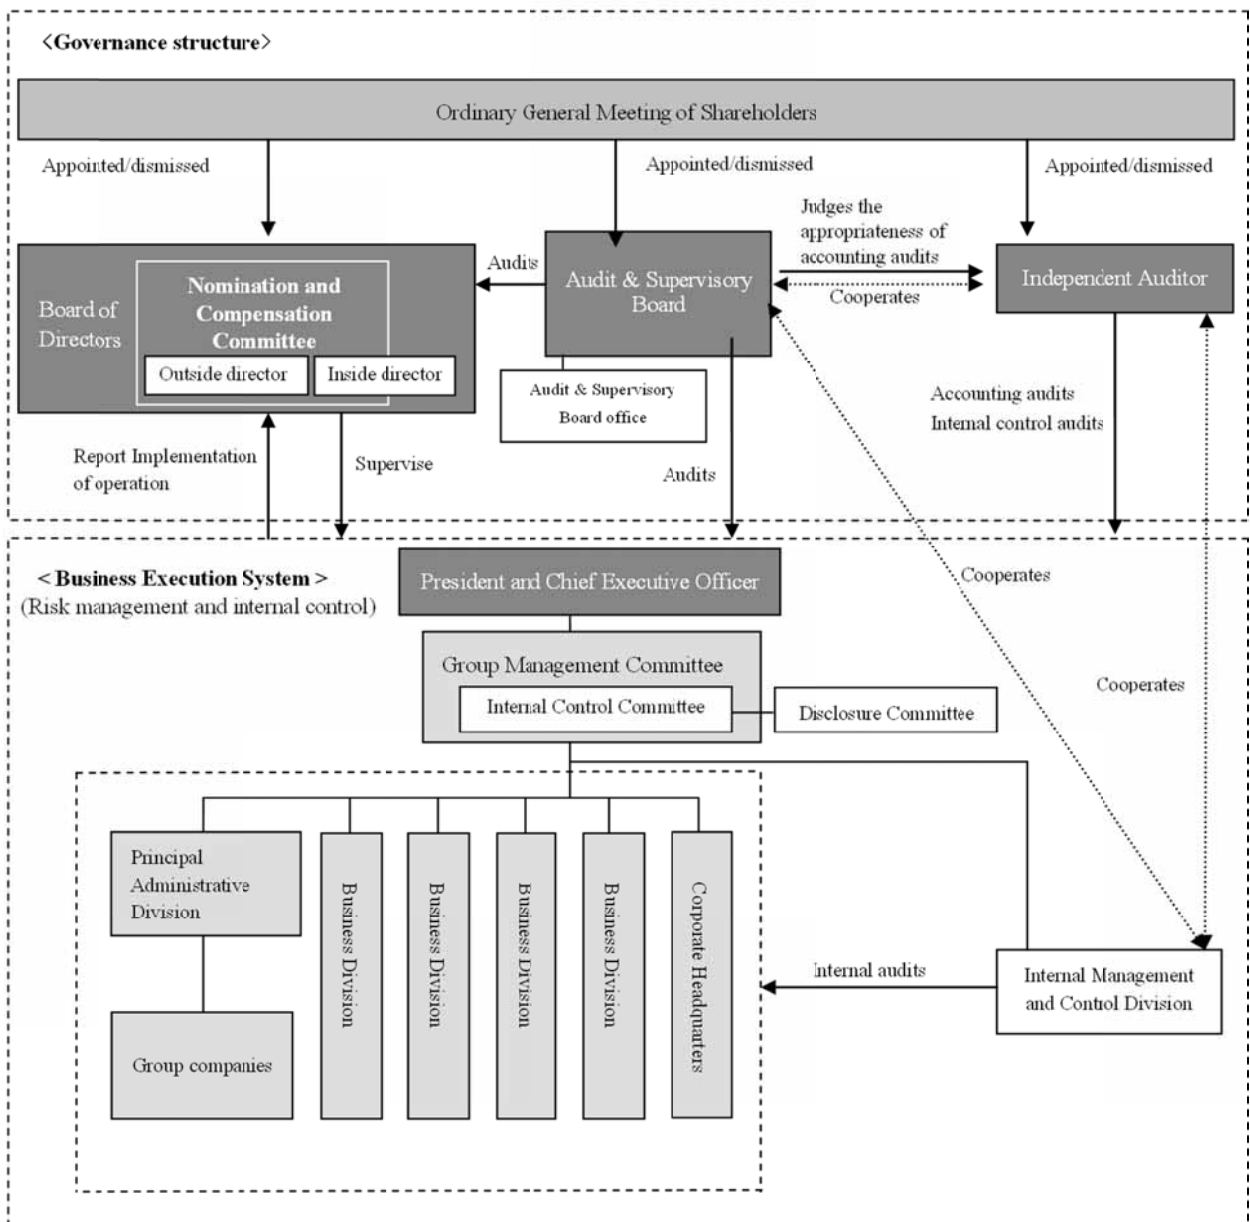 <Governance structure>
Ordinary General Meeting of Shareholders
Appointed/dismissed
Appointed/dismissed
Appointed/dismissed
Judges the
appropriateness of
accounting audits
Cooperates
Audits
Board of
Directors
Nomination and
Compensation
Committee
Outside director
Inside director
Audit & Supervisory
Board
Independent Auditor
Audit & Supervisory
Board office
Report Implementation
of operation
Supervise
Audits
Accounting audits
Internal control audits
< Business Execution System >
(Risk management and internal control)
President and Chief Executive Officer
Cooperates
Group Management Committee
Internal Control Committee
Disclosure Committee
Cooperates
Principal
Administrative
Division
Group companies
Business Division
Business Division
Business Division
Business Division
Corporate Headquarters
Internal audits
Internal Management
and Control Division